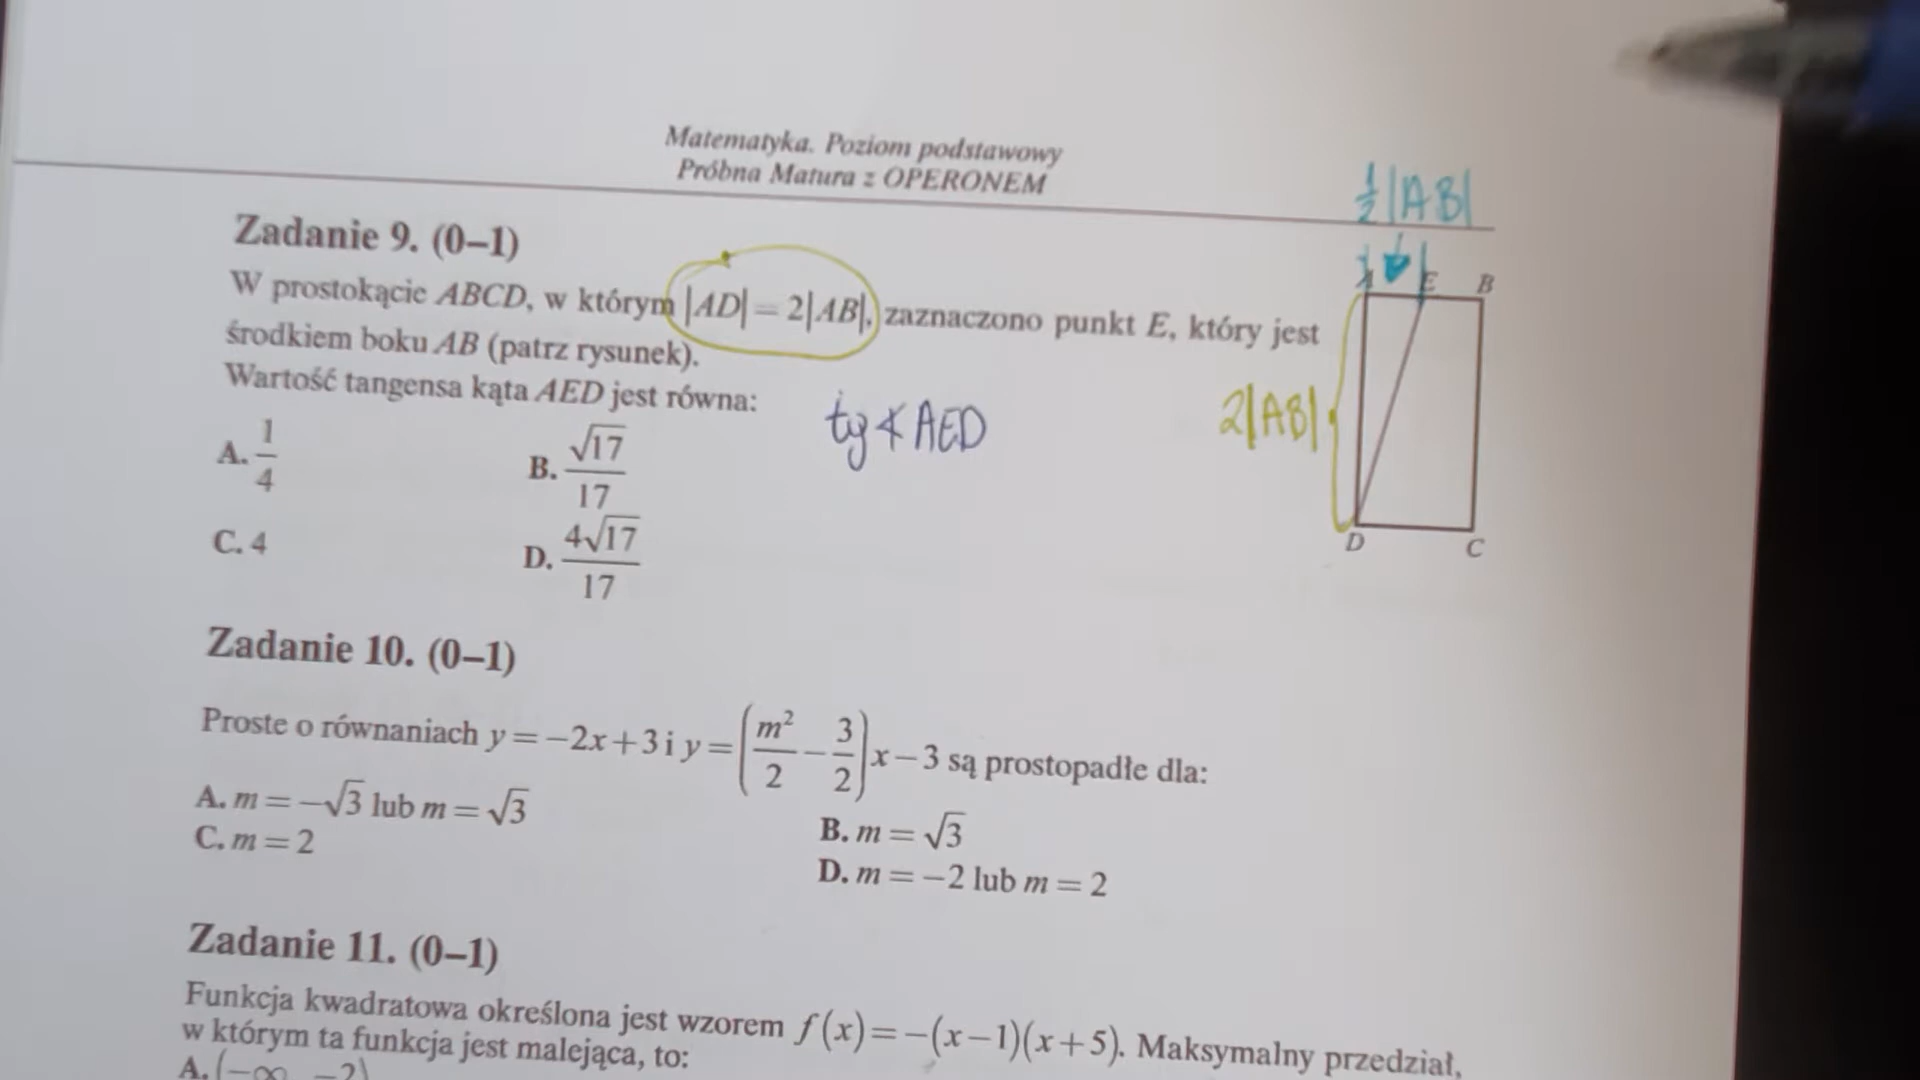 Matematyka. Poziom podstawowy
Próbna Matura z OPERONEM
½|AB|
Zadanie 9. (0–1)
W prostokącie ABCD, w którym |AD| = 2|AB|, zaznaczono punkt E, który jest
środkiem boku AB (patrz rysunek).
Wartość tangensa kąta AED jest równa:
tg∢AED
A. 1/4
B. √17/17
C. 4
D. 4√17/17
A E B
2|AB|
D C
Zadanie 10. (0–1)
Proste o równaniach y = −2x + 3 i y = (m²/2 − 3/2)x − 3 są prostopadłe dla:
A. m = −√3 lub m = √3
B. m = √3
C. m = 2
D. m = −2 lub m = 2
Zadanie 11. (0–1)
Funkcja kwadratowa określona jest wzorem f(x) = −(x−1)(x+5). Maksymalny przedział,
w którym ta funkcja jest malejąca, to:
A. (−∞, −2)